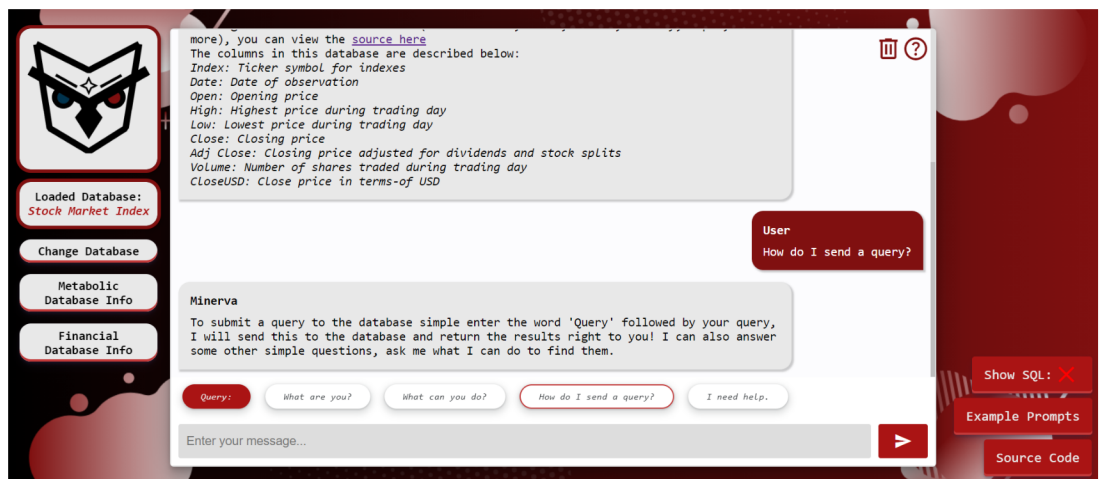 more), you can view the source here
The columns in this database are described below:
Index: Ticker symbol for indexes
Date: Date of observation
Open: Opening price
High: Highest price during trading day
Low: Lowest price during trading day
Close: Closing price
Adj Close: Closing price adjusted for dividends and stock splits
Volume: Number of shares traded during trading day
CloseUSD: Close price in terms-of USD
Loaded Database:
Stock Market Index
Change Database
Metabolic
Database Info
Financial
Database Info
User
How do I send a query?
Minerva
To submit a query to the database simple enter the word 'Query' followed by your query,
I will send this to the database and return the results right to you! I can also answer
some other simple questions, ask me what I can do to find them.
Query:
What are you?
What can you do?
How do I send a query?
I need help.
Enter your message...
Show SQL:
Example Prompts
Source Code